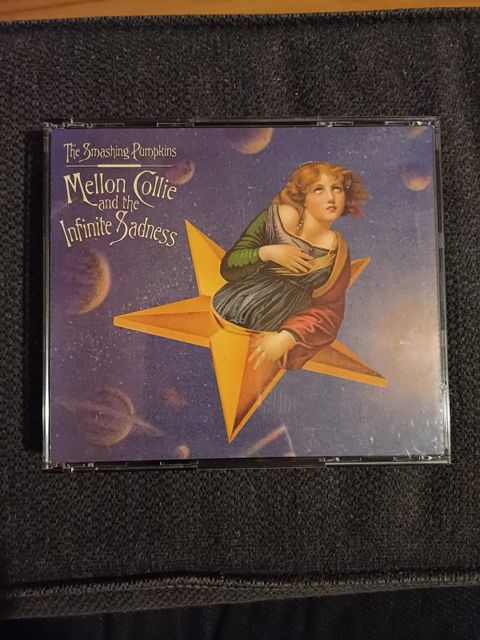 The Smashing Pumpkins
Mellon Collie
and the
Infinite Sadness